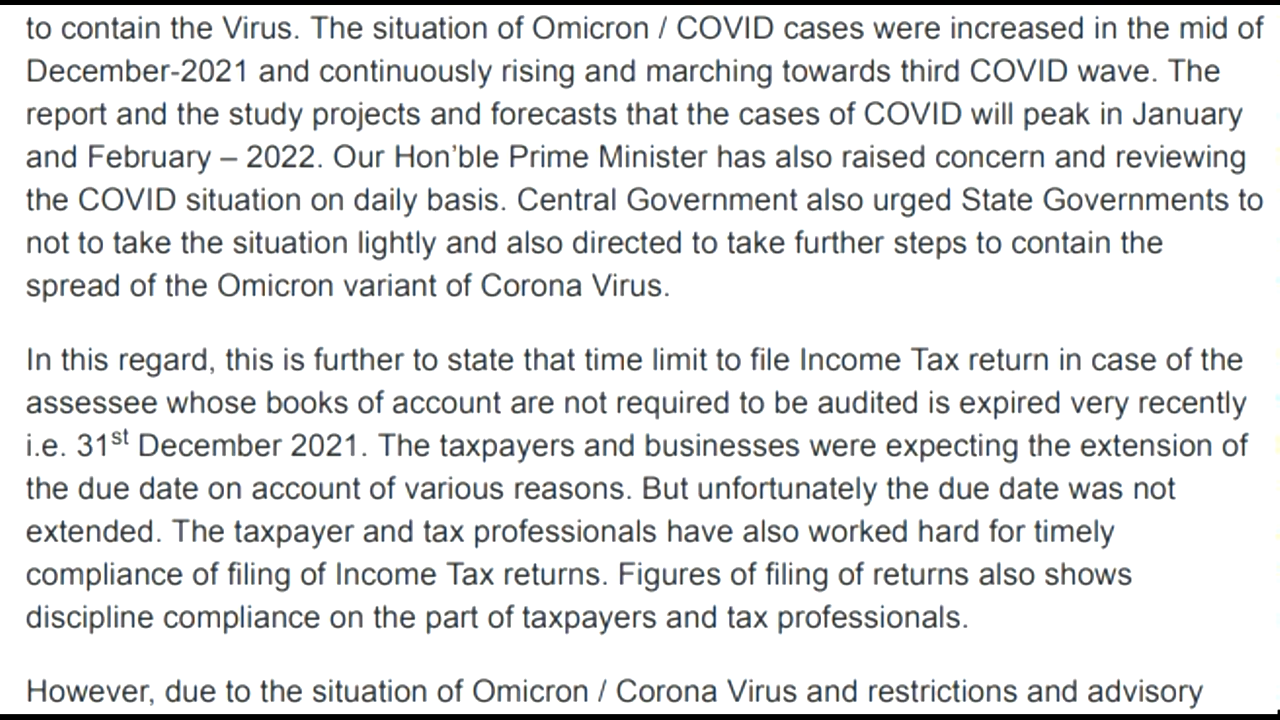 to contain the Virus. The situation of Omicron / COVID cases were increased in the mid of
December-2021 and continuously rising and marching towards third COVID wave. The
report and the study projects and forecasts that the cases of COVID will peak in January
and February – 2022. Our Hon’ble Prime Minister has also raised concern and reviewing
the COVID situation on daily basis. Central Government also urged State Governments to
not to take the situation lightly and also directed to take further steps to contain the
spread of the Omicron variant of Corona Virus.
In this regard, this is further to state that time limit to file Income Tax return in case of the
assessee whose books of account are not required to be audited is expired very recently
i.e. 31st December 2021. The taxpayers and businesses were expecting the extension of
the due date on account of various reasons. But unfortunately the due date was not
extended. The taxpayer and tax professionals have also worked hard for timely
compliance of filing of Income Tax returns. Figures of filing of returns also shows
discipline compliance on the part of taxpayers and tax professionals.
However, due to the situation of Omicron / Corona Virus and restrictions and advisory